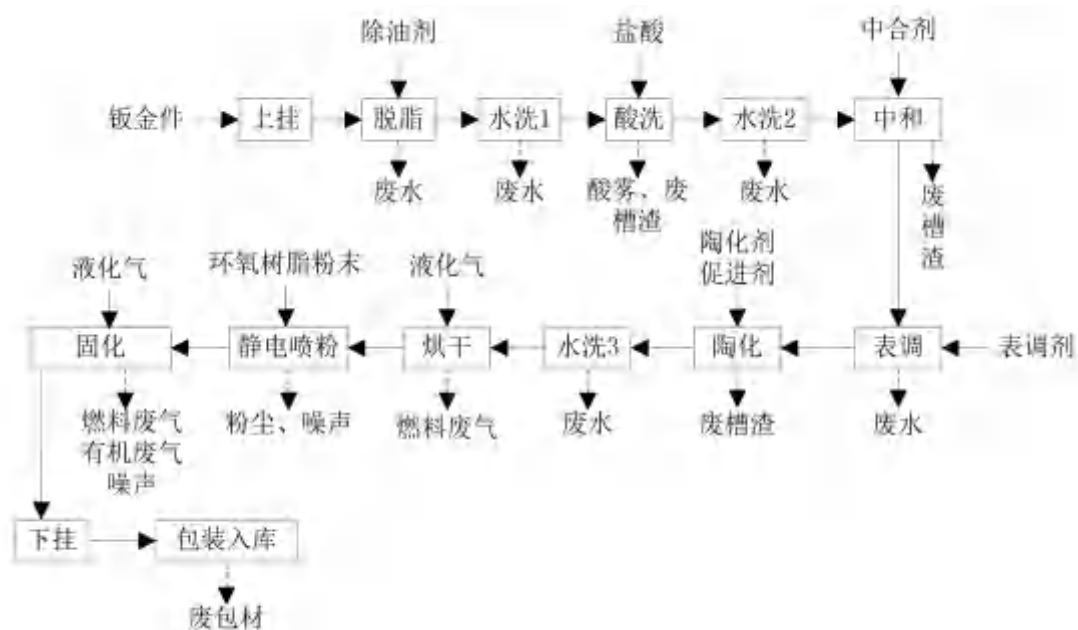 除油剂
盐酸
中合剂
钣金件
上挂
脱脂
水洗1
酸洗
水洗2
中和
废水
废水
酸雾、废
槽渣
废水
废
槽
渣
陶化剂
促进剂
液化气
环氧树脂粉末
液化气
固化
静电喷粉
烘干
水洗3
陶化
表调
表调剂
燃料废气
有机废气
噪声
粉尘、噪声
燃料废气
废水
废槽渣
废水
下挂
包装入库
废包材